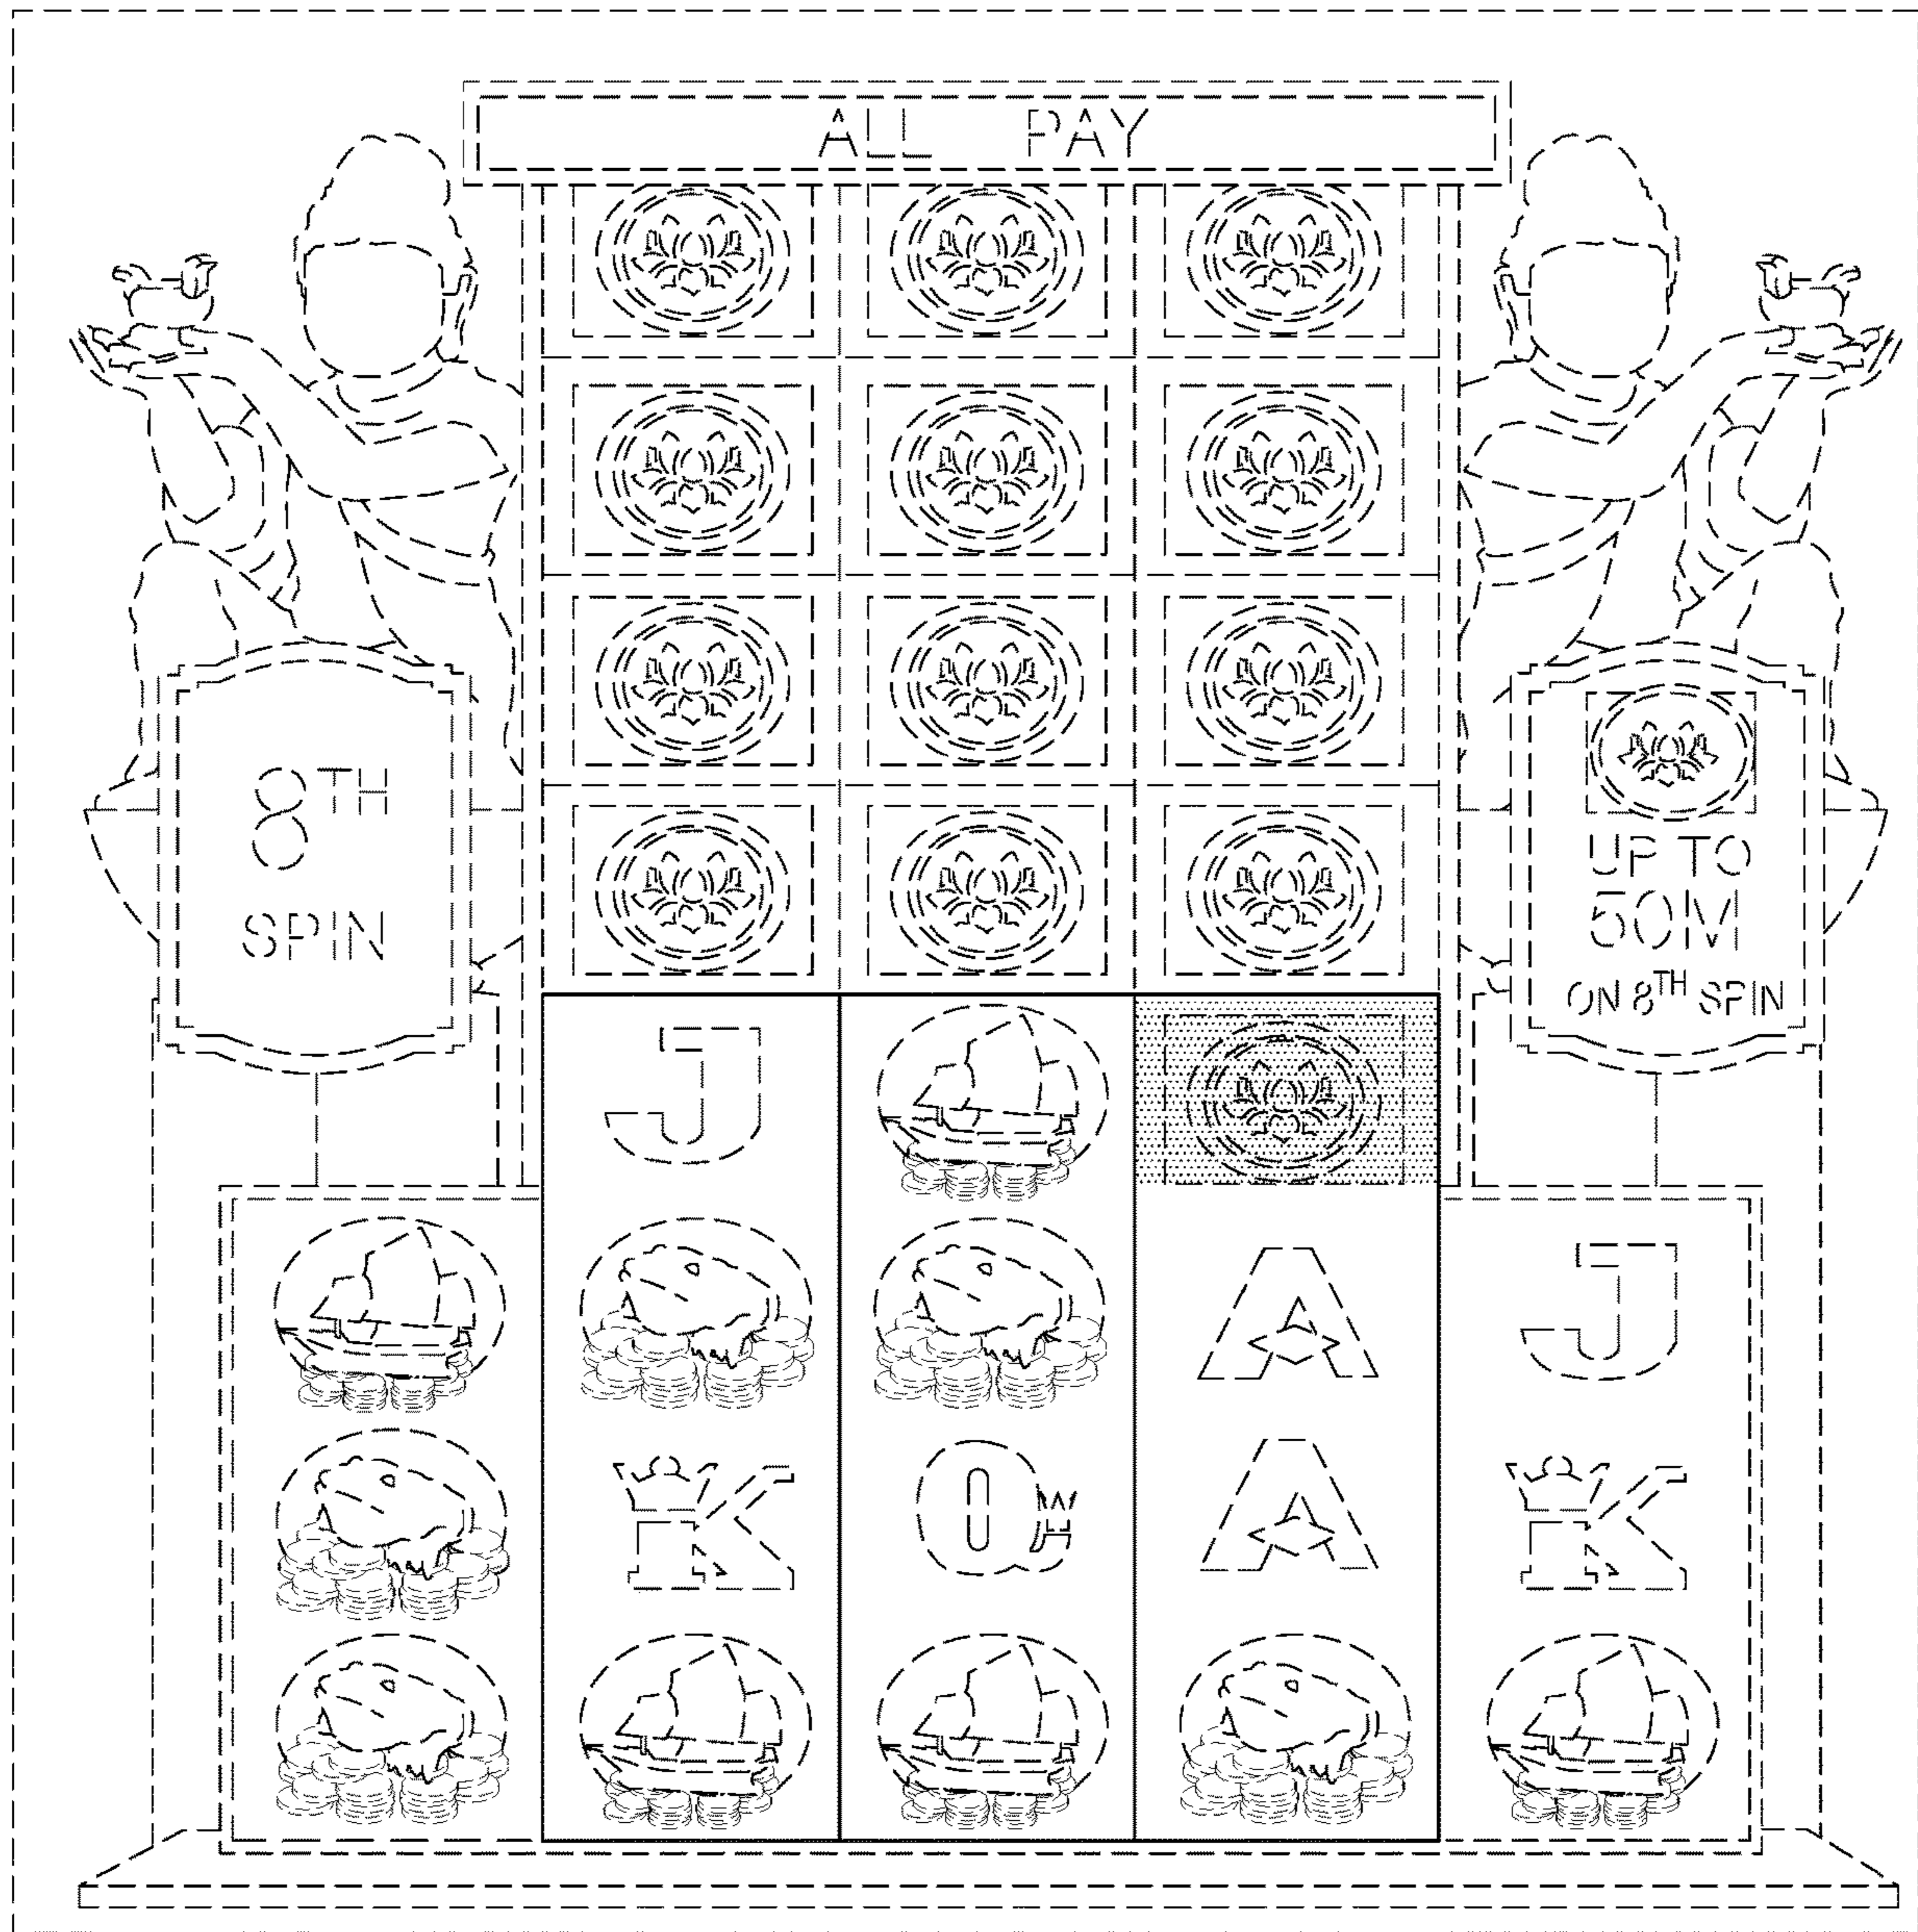 ALL PAY
8TH
SPIN
UP TO
50M
ON 8TH SPIN
J
A J
K Q A K